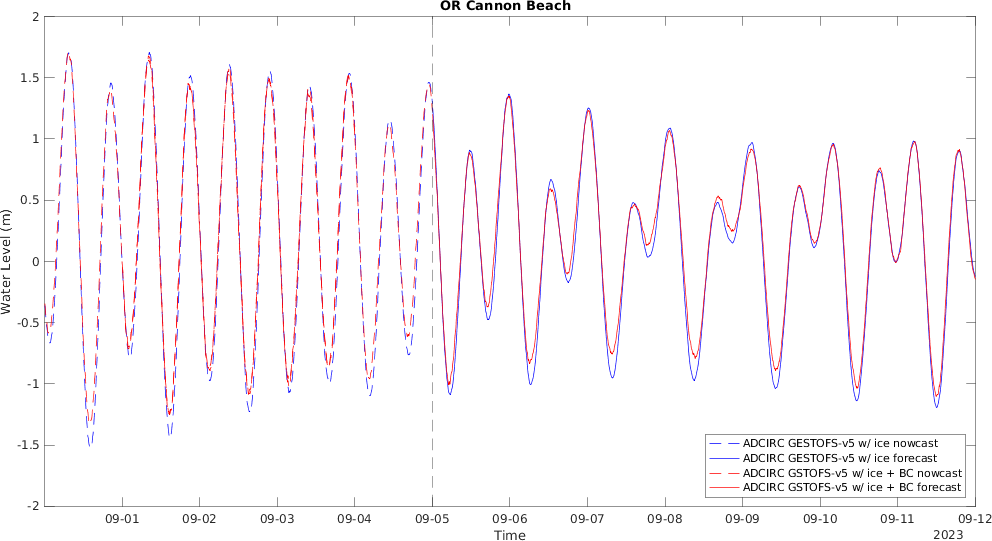 OR Cannon Beach
2
1.5
1
0.5
0
-0.5
-1
-1.5
-2
Water Level (m)
09-01 09-02 09-03 09-04 09-05 09-06 09-07 09-08 09-09 09-10 09-11 09-12
Time
2023
ADCIRC GESTOFS-v5 w/ ice nowcast
ADCIRC GESTOFS-v5 w/ ice forecast
ADCIRC GSTOFS-v5 w/ ice + BC nowcast
ADCIRC GSTOFS-v5 w/ ice + BC forecast